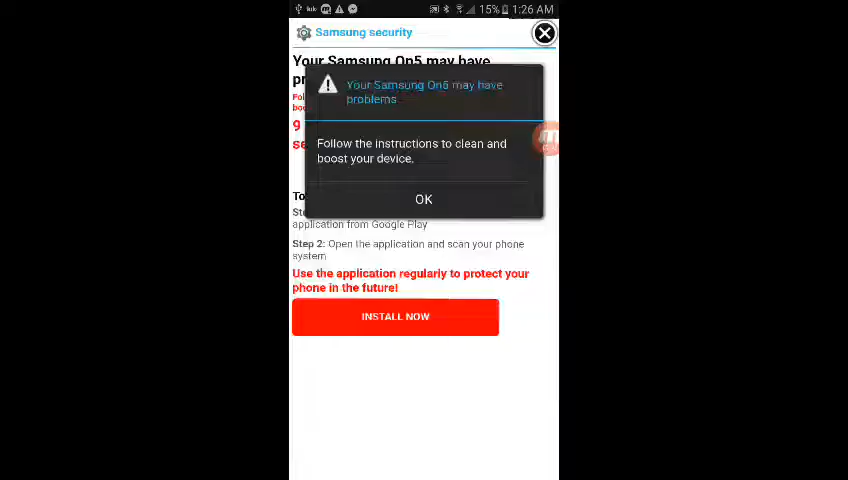 15% 1:26 AM
Samsung security
Your Samsung On5 may have
Your Samsung On5 may have
problems
Follow the instructions to clean and
boost your device.
OK
To
application from Google Play
Step 2: Open the application and scan your phone
system
Use the application regularly to protect your
phone in the future!
INSTALL NOW